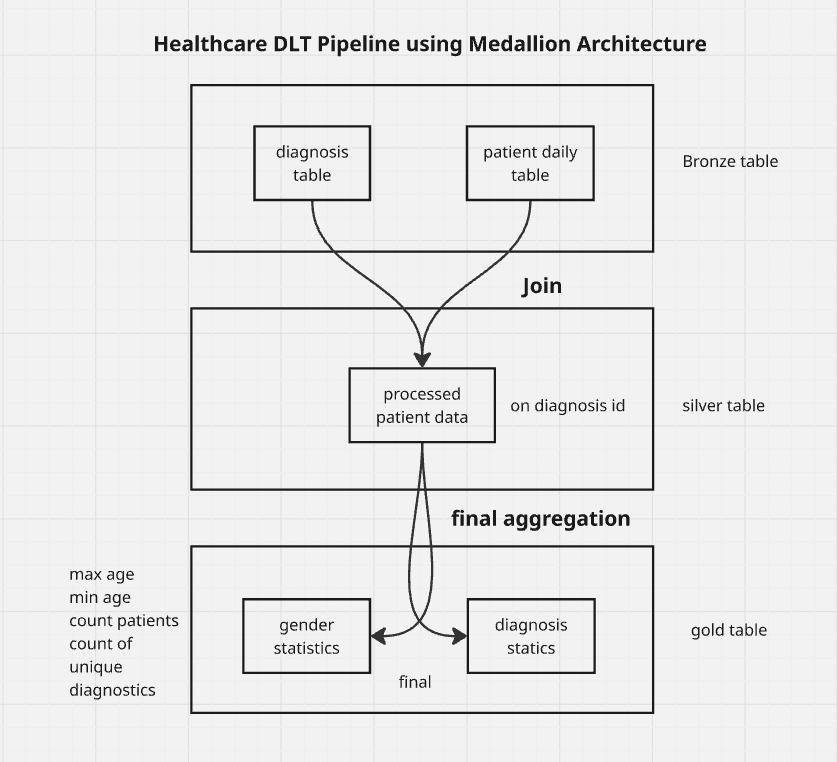 Healthcare DLT Pipeline using Medallion Architecture
diagnosis
table
patient daily
table
Bronze table
Join
processed
patient data
on diagnosis id
silver table
final aggregation
max age
min age
count patients
count of
unique
diagnostics
gender
statistics
diagnosis
statics
final
gold table